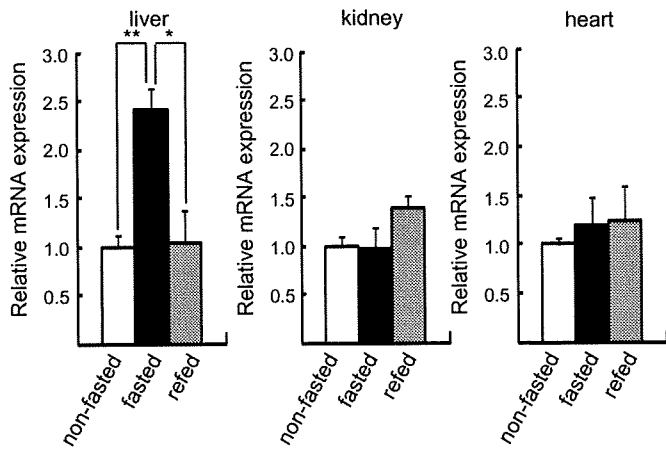 liver
Relative mRNA expression
3.0
2.5
2.0
1.5
1.0
0.5
** *
non-fasted
fasted
refed
kidney
Relative mRNA expression
3.0
2.5
2.0
1.5
1.0
0.5
non-fasted
fasted
refed
heart
Relative mRNA expression
3.0
2.5
2.0
1.5
1.0
0.5
non-fasted
fasted
refed